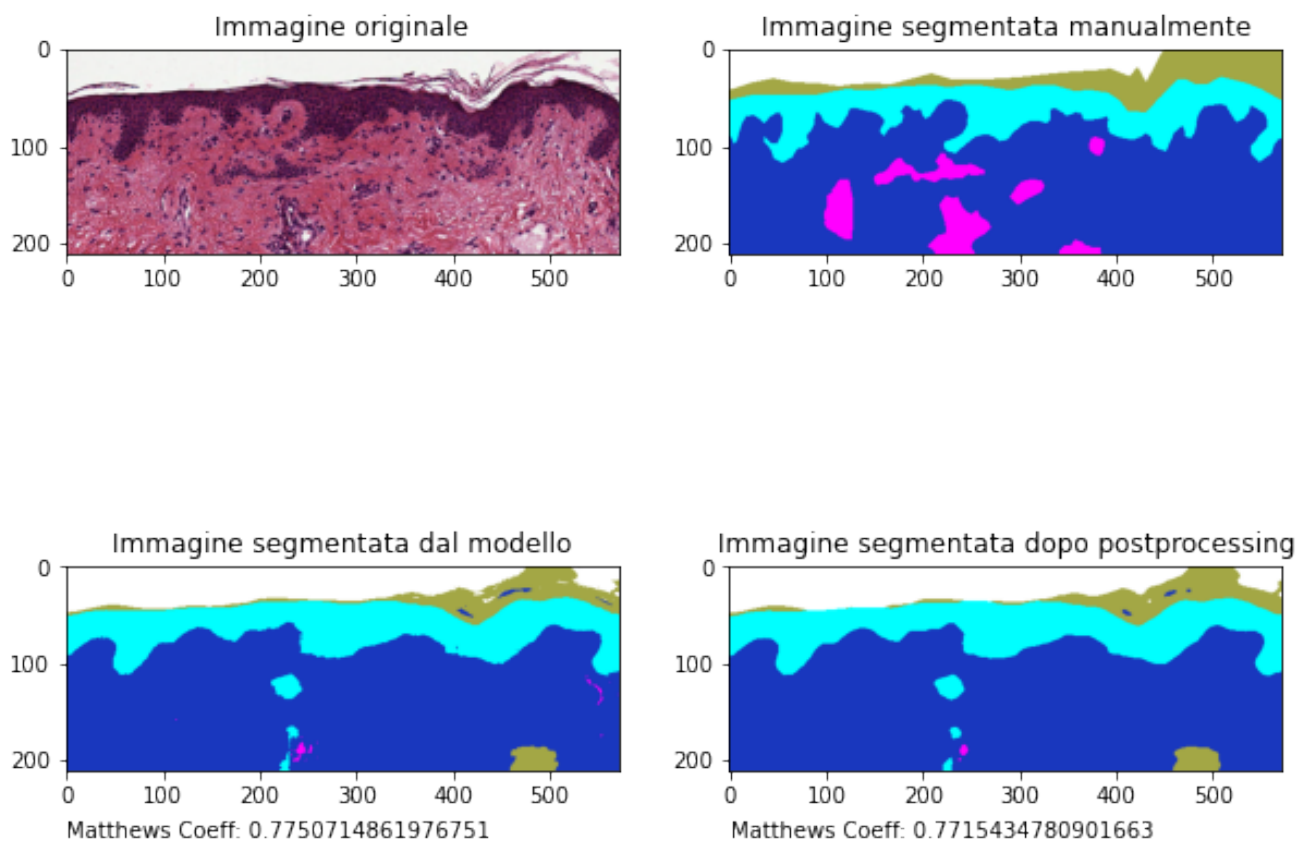 Immagine originale
Immagine segmentata manualmente
0
100
200
0 100 200 300 400 500
0
100
200
0 100 200 300 400 500
Immagine segmentata dal modello
Immagine segmentata dopo postprocessing
0
100
200
0 100 200 300 400 500
Matthews Coeff: 0.7750714861976751
0
100
200
0 100 200 300 400 500
Matthews Coeff: 0.7715434780901663